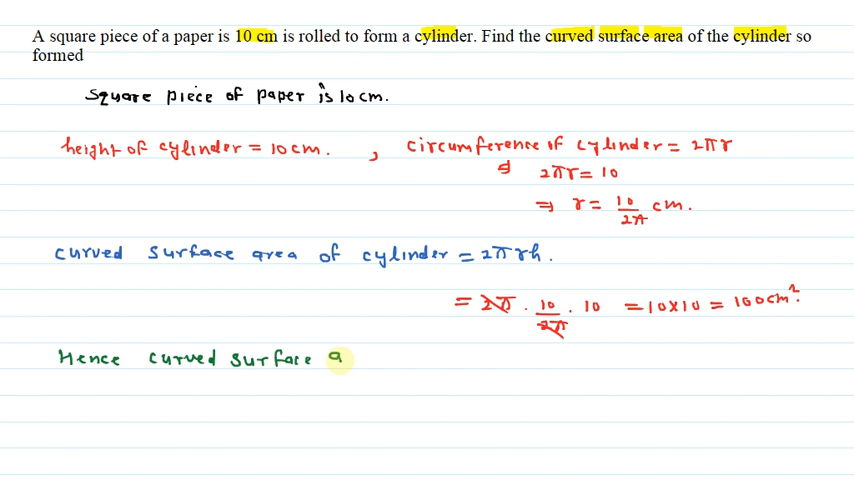 A square piece of a paper is 10 cm is rolled to form a cylinder. Find the curved surface area of the cylinder so
formed
square piece of paper is 10 cm.
height of cylinder = 10 cm. , circumference of cylinder = 2πr
⇒ 2πr = 10
⇒ r = 10/2π cm.
curved surface area of cylinder = 2πrh.
= 2π · 10/2π · 10 = 10×10 = 100 cm².
Hence curved surface a